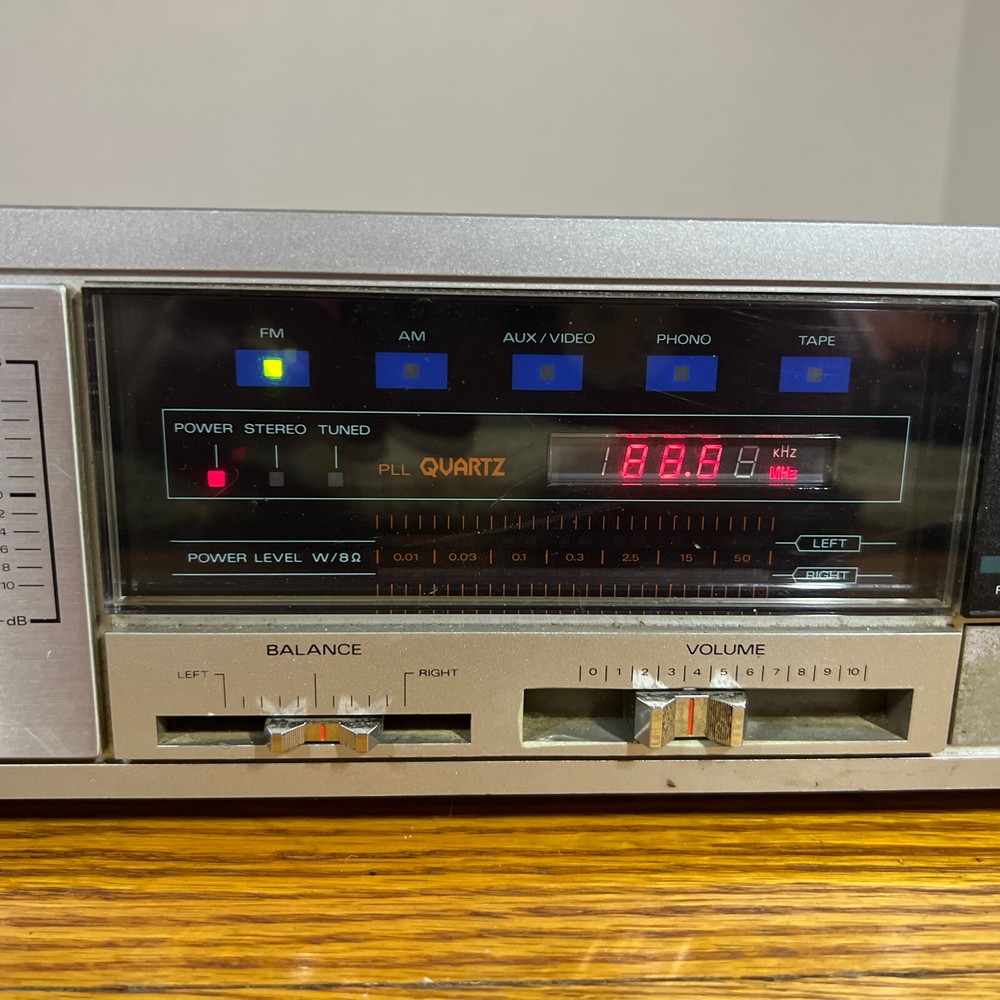 FM AM AUX / VIDEO PHONO TAPE
POWER STEREO TUNED
PLL QUARTZ 88.8 kHz
MHz
LEFT
POWER LEVEL W/8Ω 0.01 0.03 0.1 0.3 2.5 15 50
RIGHT
BALANCE VOLUME
LEFT RIGHT 0 1 2 3 4 5 6 7 8 9 10
2
4
6
8
10
-dB